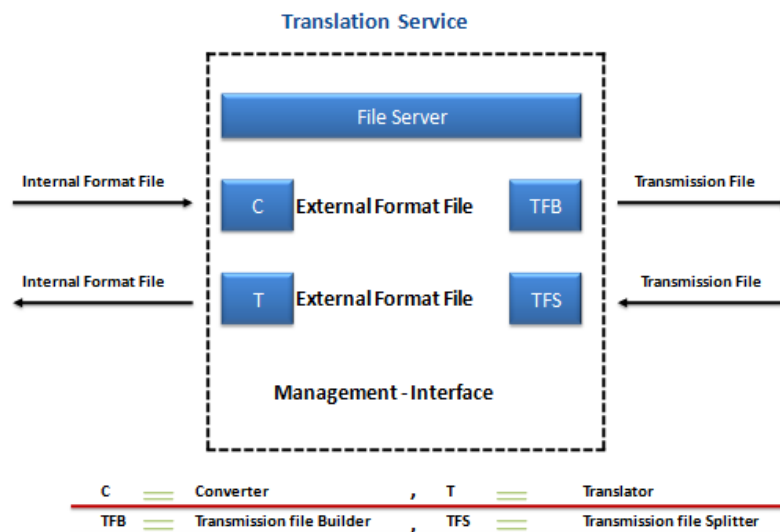 Translation Service
File Server
Internal Format File
Transmission File
C External Format File TFB
Internal Format File
Transmission File
T External Format File TFS
Management - Interface
C Converter , T Translator
TFB Transmission file Builder , TFS Transmission file Splitter